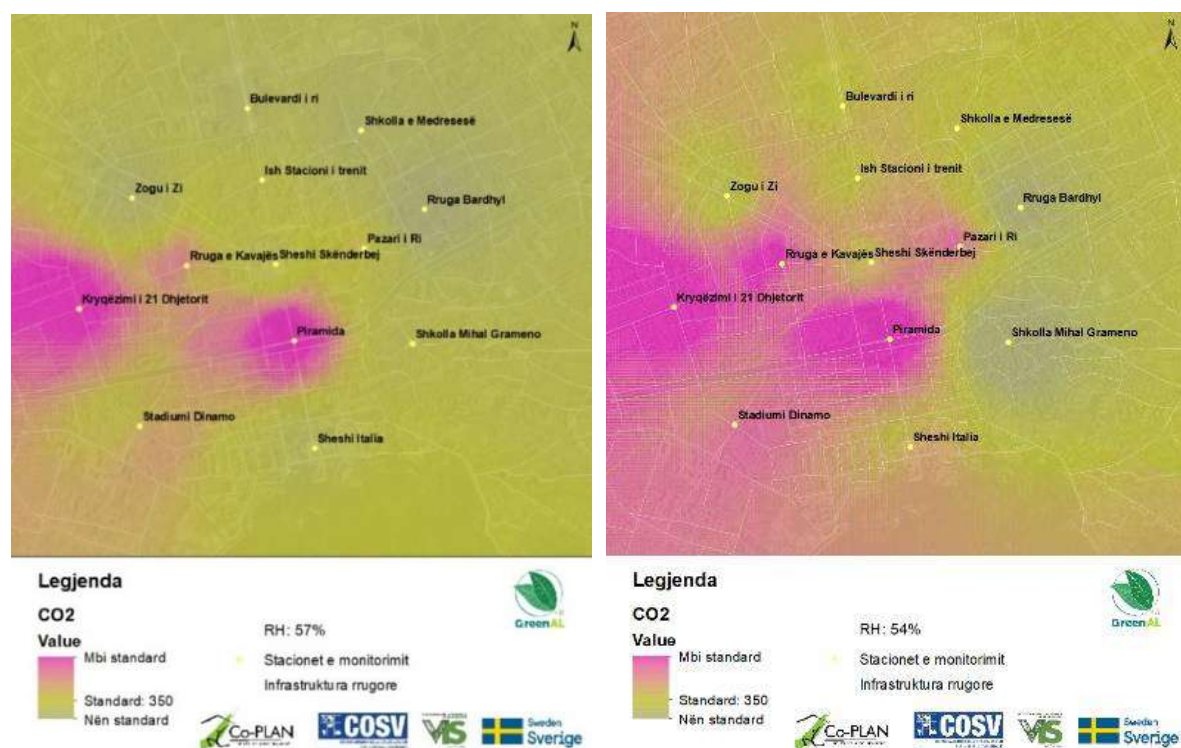 N
Bulevardi i ri
Shkolla e Medresesë
Ish Stacioni i trenit
Zogu i Zi
Rruga Bardhyl
Pazari i Ri
Rruga e Kavajës
Sheshi Skënderbej
Kryqëzimi i 21 Dhjetorit
Piramida
Shkolla Mihal Grameno
Stadiumi Dinamo
Sheshi Italia
Legjenda
CO2
Value
Mbi standard
Standard: 350
Nën standard
RH: 57%
Stacionet e monitorimit
Infrastruktura rrugore
GreenAL
Co-PLAN
COSV
VIS
Sweden
Sverige
N
Bulevardi i ri
Shkolla e Medresesë
Ish Stacioni i trenit
Zogu i Zi
Rruga Bardhyl
Pazari i Ri
Rruga e Kavajës
Sheshi Skënderbej
Kryqëzimi i 21 Dhjetorit
Piramida
Shkolla Mihal Grameno
Stadiumi Dinamo
Sheshi Italia
Legjenda
CO2
Value
Mbi standard
Standard: 350
Nën standard
RH: 54%
Stacionet e monitorimit
Infrastruktura rrugore
GreenAL
Co-PLAN
COSV
VIS
Sweden
Sverige